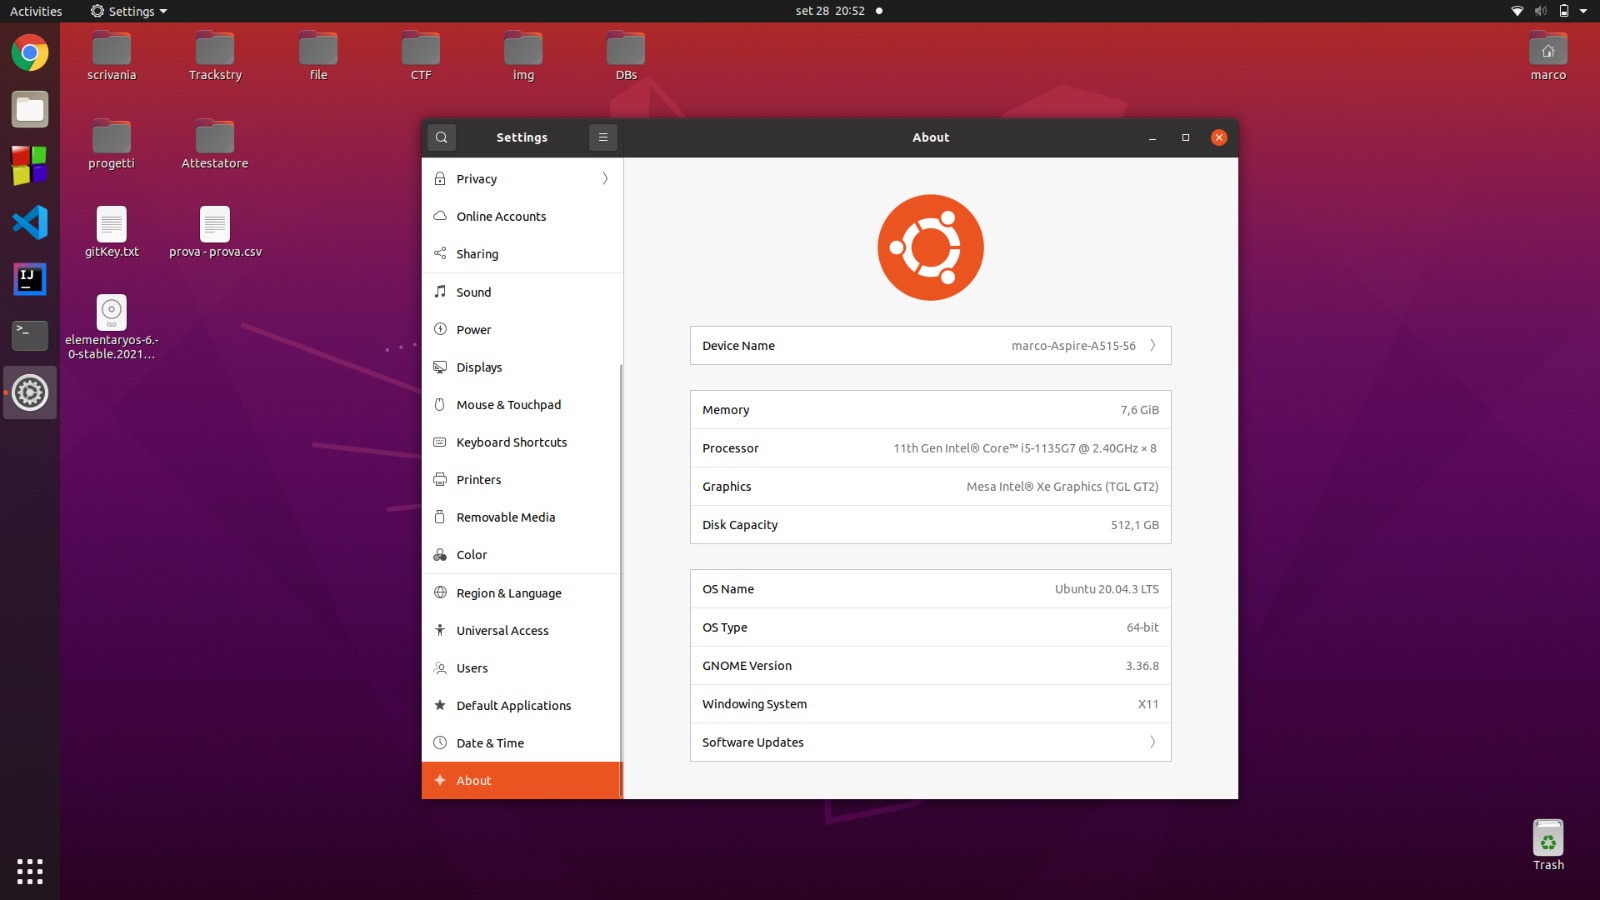 Activities
Settings
set 28 20:52
scrivania
Trackstry
file
CTF
img
DBs
marco
progetti
Attestatore
gitKey.txt
prova - prova.csv
iso
elementaryos-6.-
0-stable.2021...
IJ
>_
Trash
Settings
About
Privacy
Online Accounts
Sharing
Sound
Power
Displays
Mouse & Touchpad
Keyboard Shortcuts
Printers
Removable Media
Color
Region & Language
Universal Access
Users
Default Applications
Date & Time
About
Device Name marco-Aspire-A515-56
Memory 7,6 GiB
Processor 11th Gen Intel® Core™ i5-1135G7 @ 2.40GHz × 8
Graphics Mesa Intel® Xe Graphics (TGL GT2)
Disk Capacity 512,1 GB
OS Name Ubuntu 20.04.3 LTS
OS Type 64-bit
GNOME Version 3.36.8
Windowing System X11
Software Updates